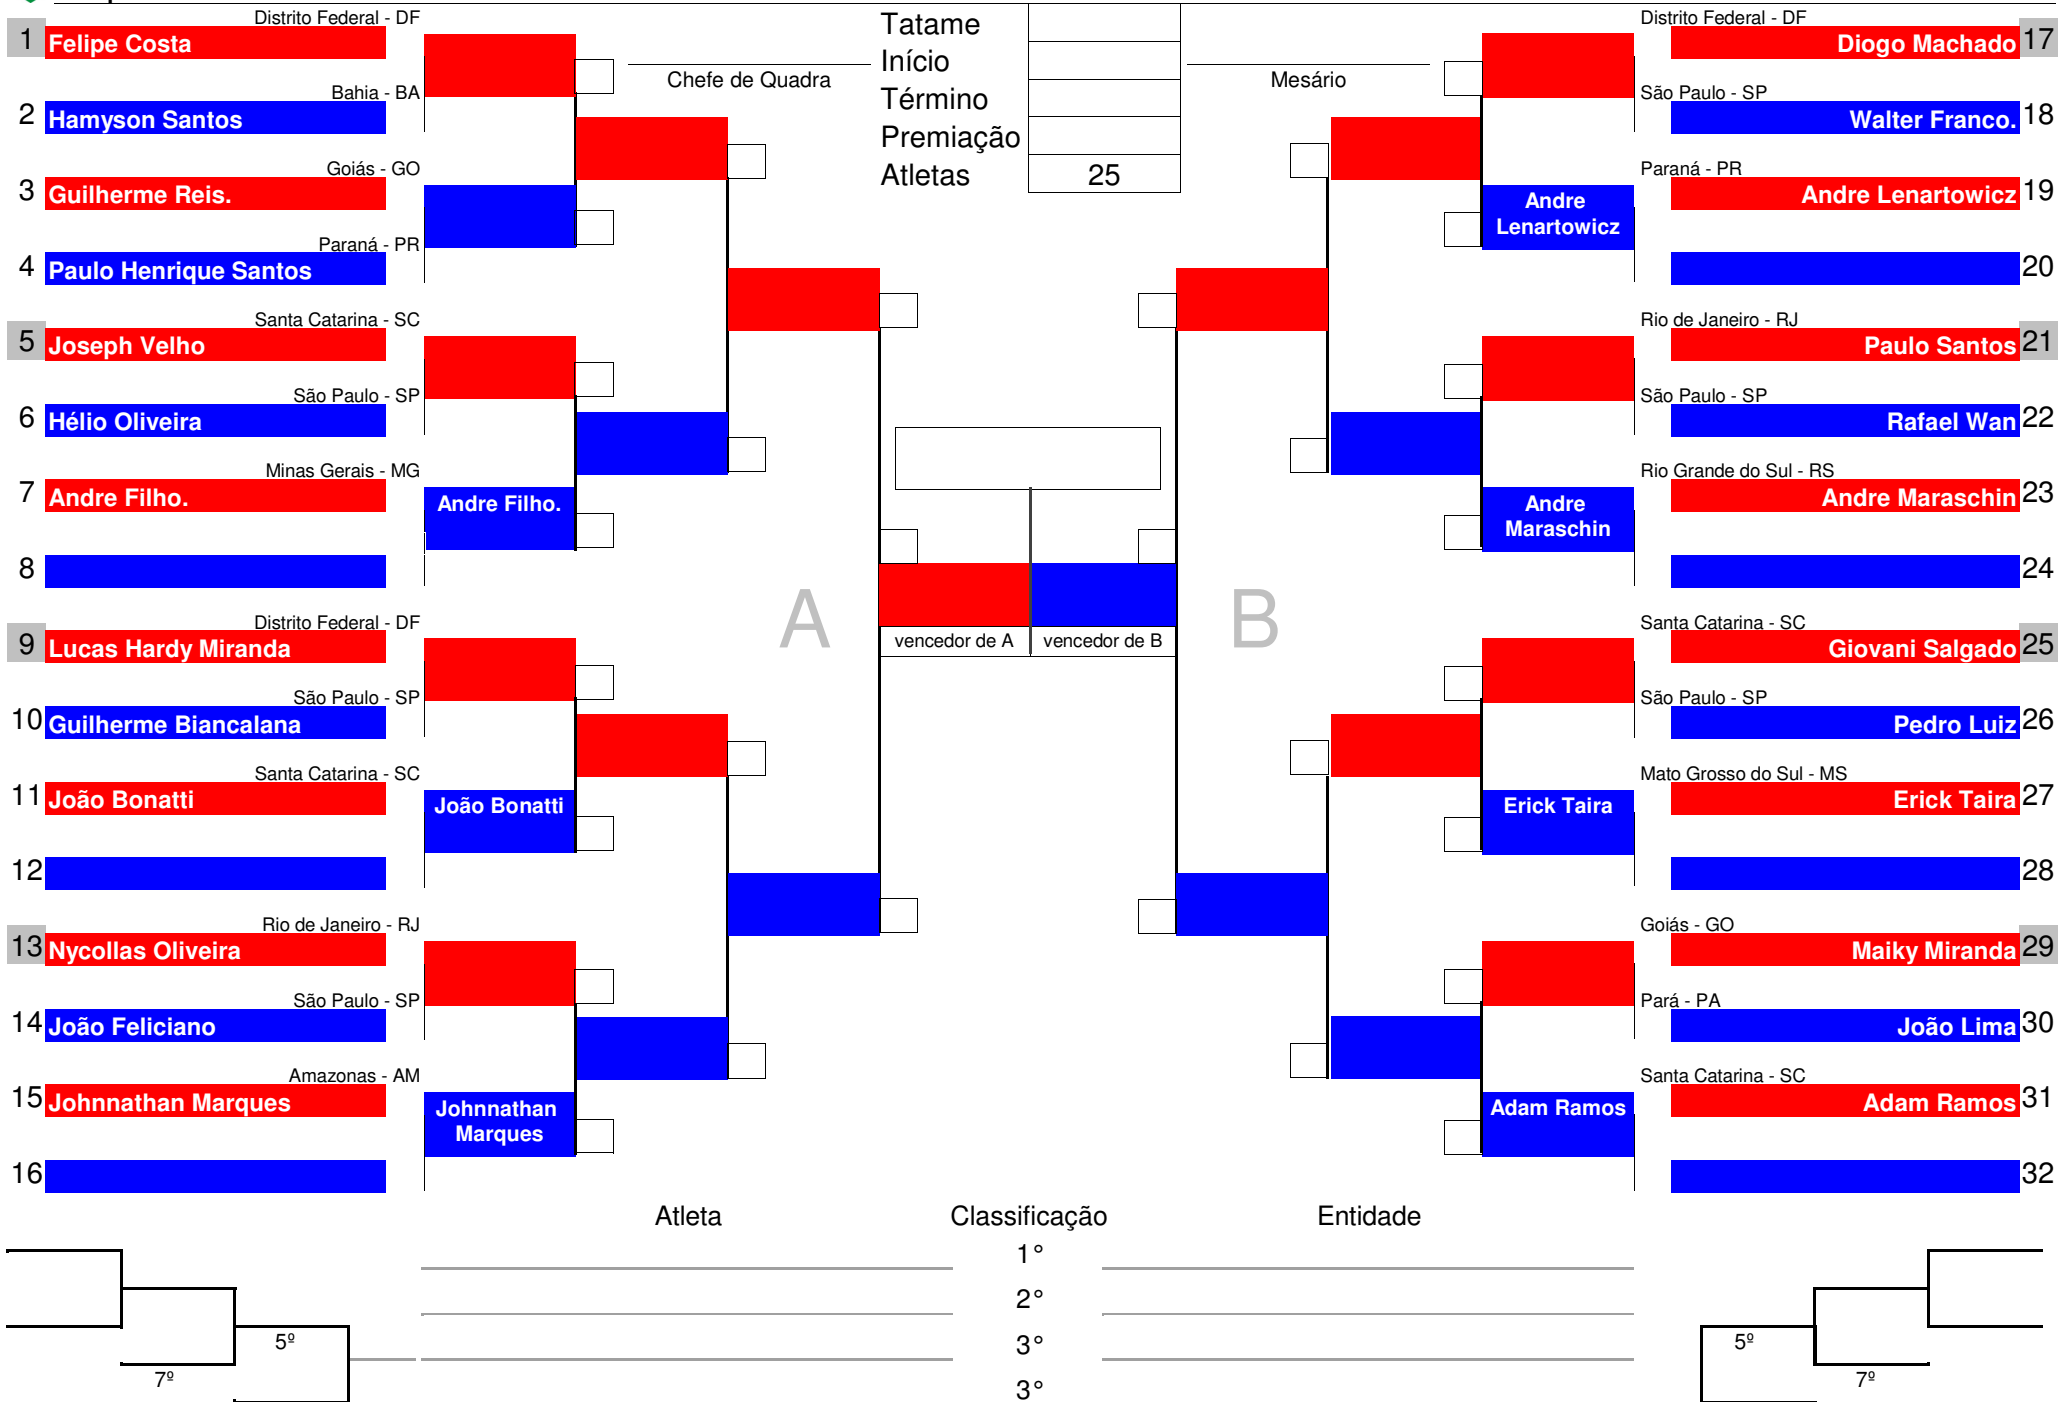 Distrito Federal - DF
1 Felipe Costa
Bahia - BA
2 Hamyson Santos
Goiás - GO
3 Guilherme Reis.
Paraná - PR
4 Paulo Henrique Santos
Santa Catarina - SC
5 Joseph Velho
São Paulo - SP
6 Hélio Oliveira
Minas Gerais - MG
7 Andre Filho.
8
Distrito Federal - DF
9 Lucas Hardy Miranda
São Paulo - SP
10 Guilherme Biancalana
Santa Catarina - SC
11 João Bonatti
12
Rio de Janeiro - RJ
13 Nycollas Oliveira
São Paulo - SP
14 João Feliciano
Amazonas - AM
15 Johnnathan Marques
16
Andre Filho.
João Bonatti
Johnnathan
Marques
Chefe de Quadra
Tatame
Início
Término
Premiação
Atletas 25
Mesário
A
B
vencedor de A
vencedor de B
Andre
Lenartowicz
Andre
Maraschin
Erick Taira
Adam Ramos
Distrito Federal - DF
Diogo Machado 17
São Paulo - SP
Walter Franco. 18
Paraná - PR
Andre Lenartowicz 19
20
Rio de Janeiro - RJ
Paulo Santos 21
São Paulo - SP
Rafael Wan 22
Rio Grande do Sul - RS
Andre Maraschin 23
24
Santa Catarina - SC
Giovani Salgado 25
São Paulo - SP
Pedro Luiz 26
Mato Grosso do Sul - MS
Erick Taira 27
28
Goiás - GO
Maiky Miranda 29
Pará - PA
João Lima 30
Santa Catarina - SC
Adam Ramos 31
32
Atleta Classificação Entidade
1°
2°
3°
3°
5º
7º
5º
7º